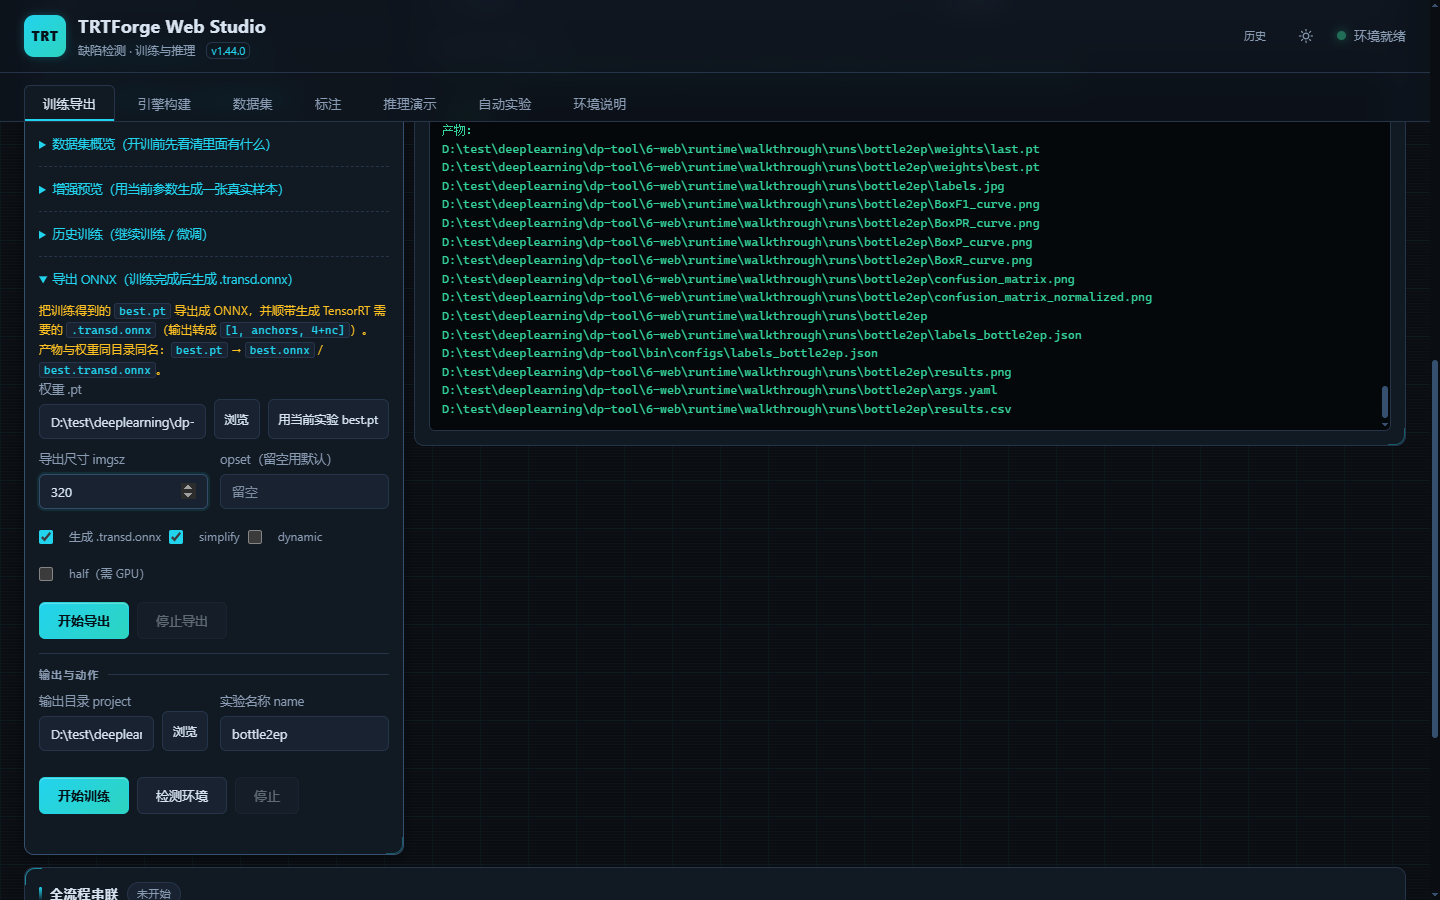 TRT
TRTForge Web Studio
缺陷检测 · 训练与推理
v1.44.0
历史
环境就绪
训练导出
引擎构建
数据集
标注
推理演示
自动实验
环境说明
数据集概览（开训前先看清里面有什么）
增强预览（用当前参数生成一张真实样本）
历史训练（继续训练 / 微调）
导出 ONNX（训练完成后生成 .transd.onnx）
把训练得到的 best.pt 导出成 ONNX，并顺带生成 TensorRT 需
要的 .transd.onnx（输出转成 [1, anchors, 4+nc]）。
产物与权重同目录同名：best.pt → best.onnx /
best.transd.onnx。
权重 .pt
D:\test\deeplearning\dp-
浏览
用当前实验 best.pt
导出尺寸 imgsz
opset（留空用默认）
320
留空
生成 .transd.onnx
simplify
dynamic
half（需 GPU）
开始导出
停止导出
输出与动作
输出目录 project
实验名称 name
D:\test\deeplear
浏览
bottle2ep
开始训练
检测环境
停止
产物：
D:\test\deeplearning\dp-tool\6-web\runtime\walkthrough\runs\bottle2ep\weights\last.pt
D:\test\deeplearning\dp-tool\6-web\runtime\walkthrough\runs\bottle2ep\weights\best.pt
D:\test\deeplearning\dp-tool\6-web\runtime\walkthrough\runs\bottle2ep\labels.jpg
D:\test\deeplearning\dp-tool\6-web\runtime\walkthrough\runs\bottle2ep\BoxF1_curve.png
D:\test\deeplearning\dp-tool\6-web\runtime\walkthrough\runs\bottle2ep\BoxPR_curve.png
D:\test\deeplearning\dp-tool\6-web\runtime\walkthrough\runs\bottle2ep\BoxP_curve.png
D:\test\deeplearning\dp-tool\6-web\runtime\walkthrough\runs\bottle2ep\BoxR_curve.png
D:\test\deeplearning\dp-tool\6-web\runtime\walkthrough\runs\bottle2ep\confusion_matrix.png
D:\test\deeplearning\dp-tool\6-web\runtime\walkthrough\runs\bottle2ep\confusion_matrix_normalized.png
D:\test\deeplearning\dp-tool\6-web\runtime\walkthrough\runs\bottle2ep
D:\test\deeplearning\dp-tool\6-web\runtime\walkthrough\runs\bottle2ep\labels_bottle2ep.json
D:\test\deeplearning\dp-tool\bin\configs\labels_bottle2ep.json
D:\test\deeplearning\dp-tool\6-web\runtime\walkthrough\runs\bottle2ep\results.png
D:\test\deeplearning\dp-tool\6-web\runtime\walkthrough\runs\bottle2ep\args.yaml
D:\test\deeplearning\dp-tool\6-web\runtime\walkthrough\runs\bottle2ep\results.csv
全流程串联
未开始